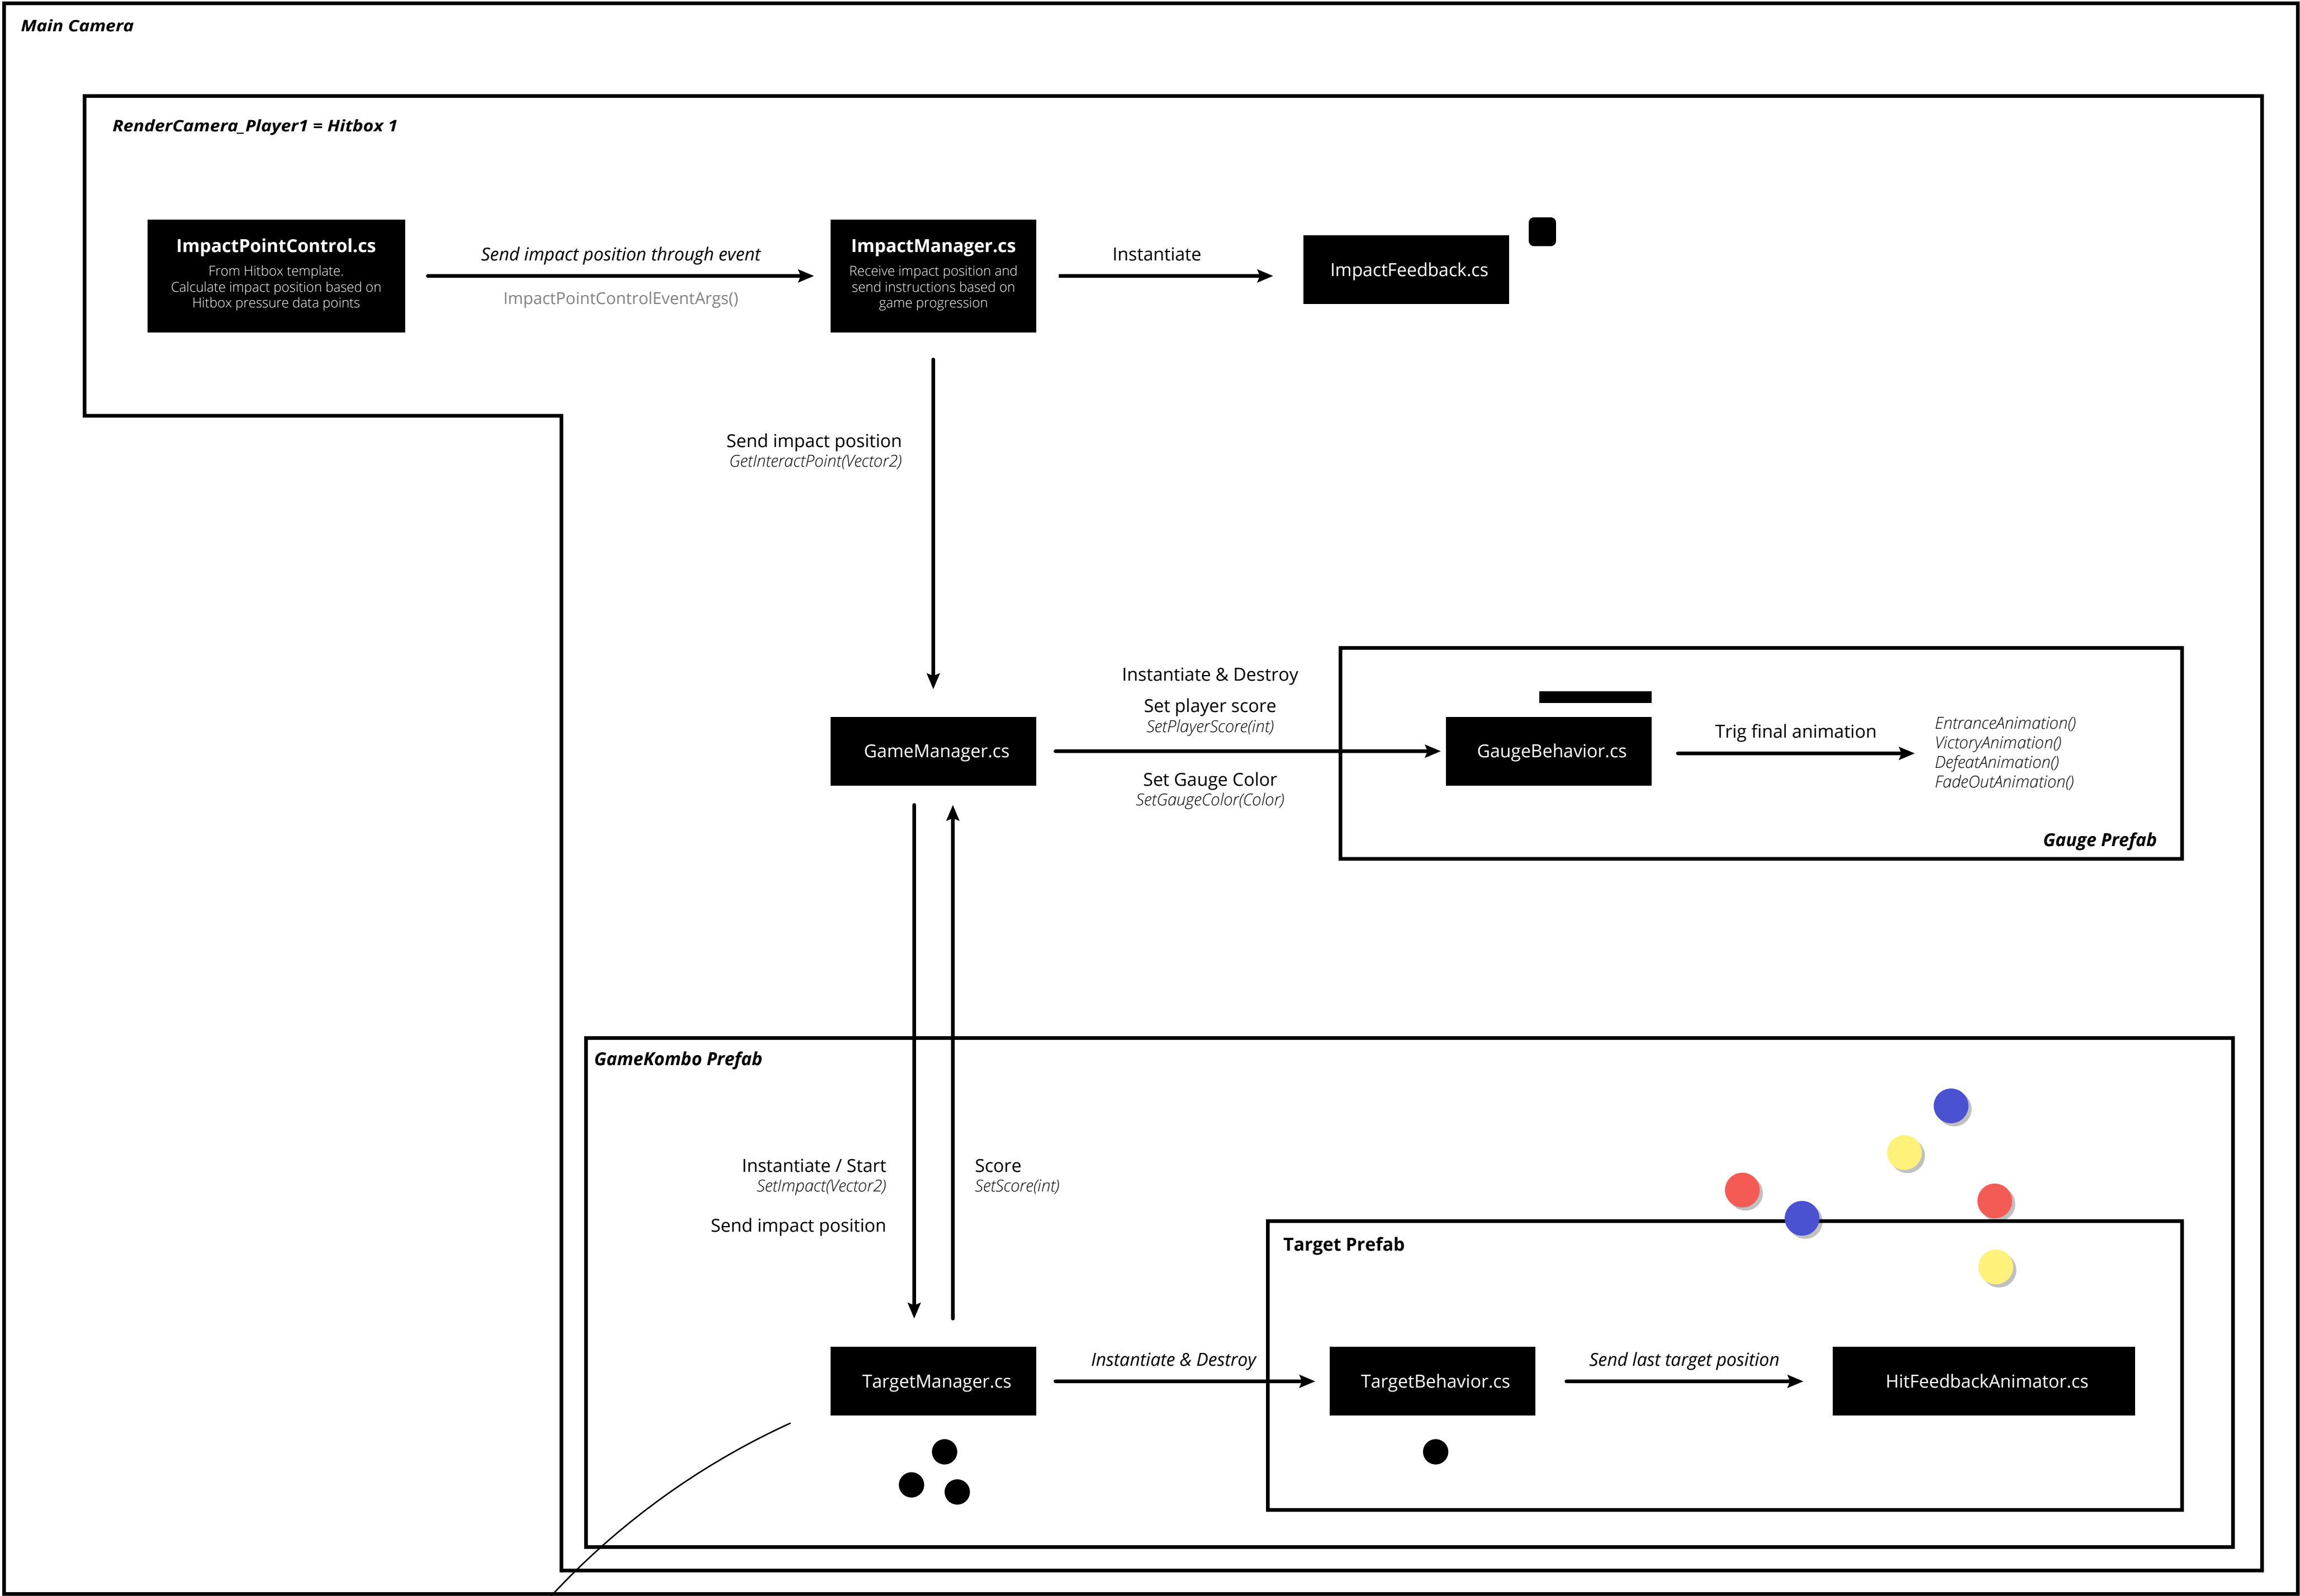 Main Camera
RenderCamera_Player1 = Hitbox 1
ImpactPointControl.cs
From Hitbox template.
Calculate impact position based on
Hitbox pressure data points
Send impact position through event
ImpactPointControlEventArgs()
ImpactManager.cs
Receive impact position and
send instructions based on
game progression
Instantiate
ImpactFeedback.cs
Send impact position
GetInteractPoint(Vector2)
GameManager.cs
Instantiate & Destroy
Set player score
SetPlayerScore(int)
Set Gauge Color
SetGaugeColor(Color)
GaugeBehavior.cs
Trig final animation
EntranceAnimation()
VictoryAnimation()
DefeatAnimation()
FadeOutAnimation()
Gauge Prefab
GameKombo Prefab
Instantiate / Start
SetImpact(Vector2)
Send impact position
Score
SetScore(int)
Target Prefab
TargetManager.cs
Instantiate & Destroy
TargetBehavior.cs
Send last target position
HitFeedbackAnimator.cs